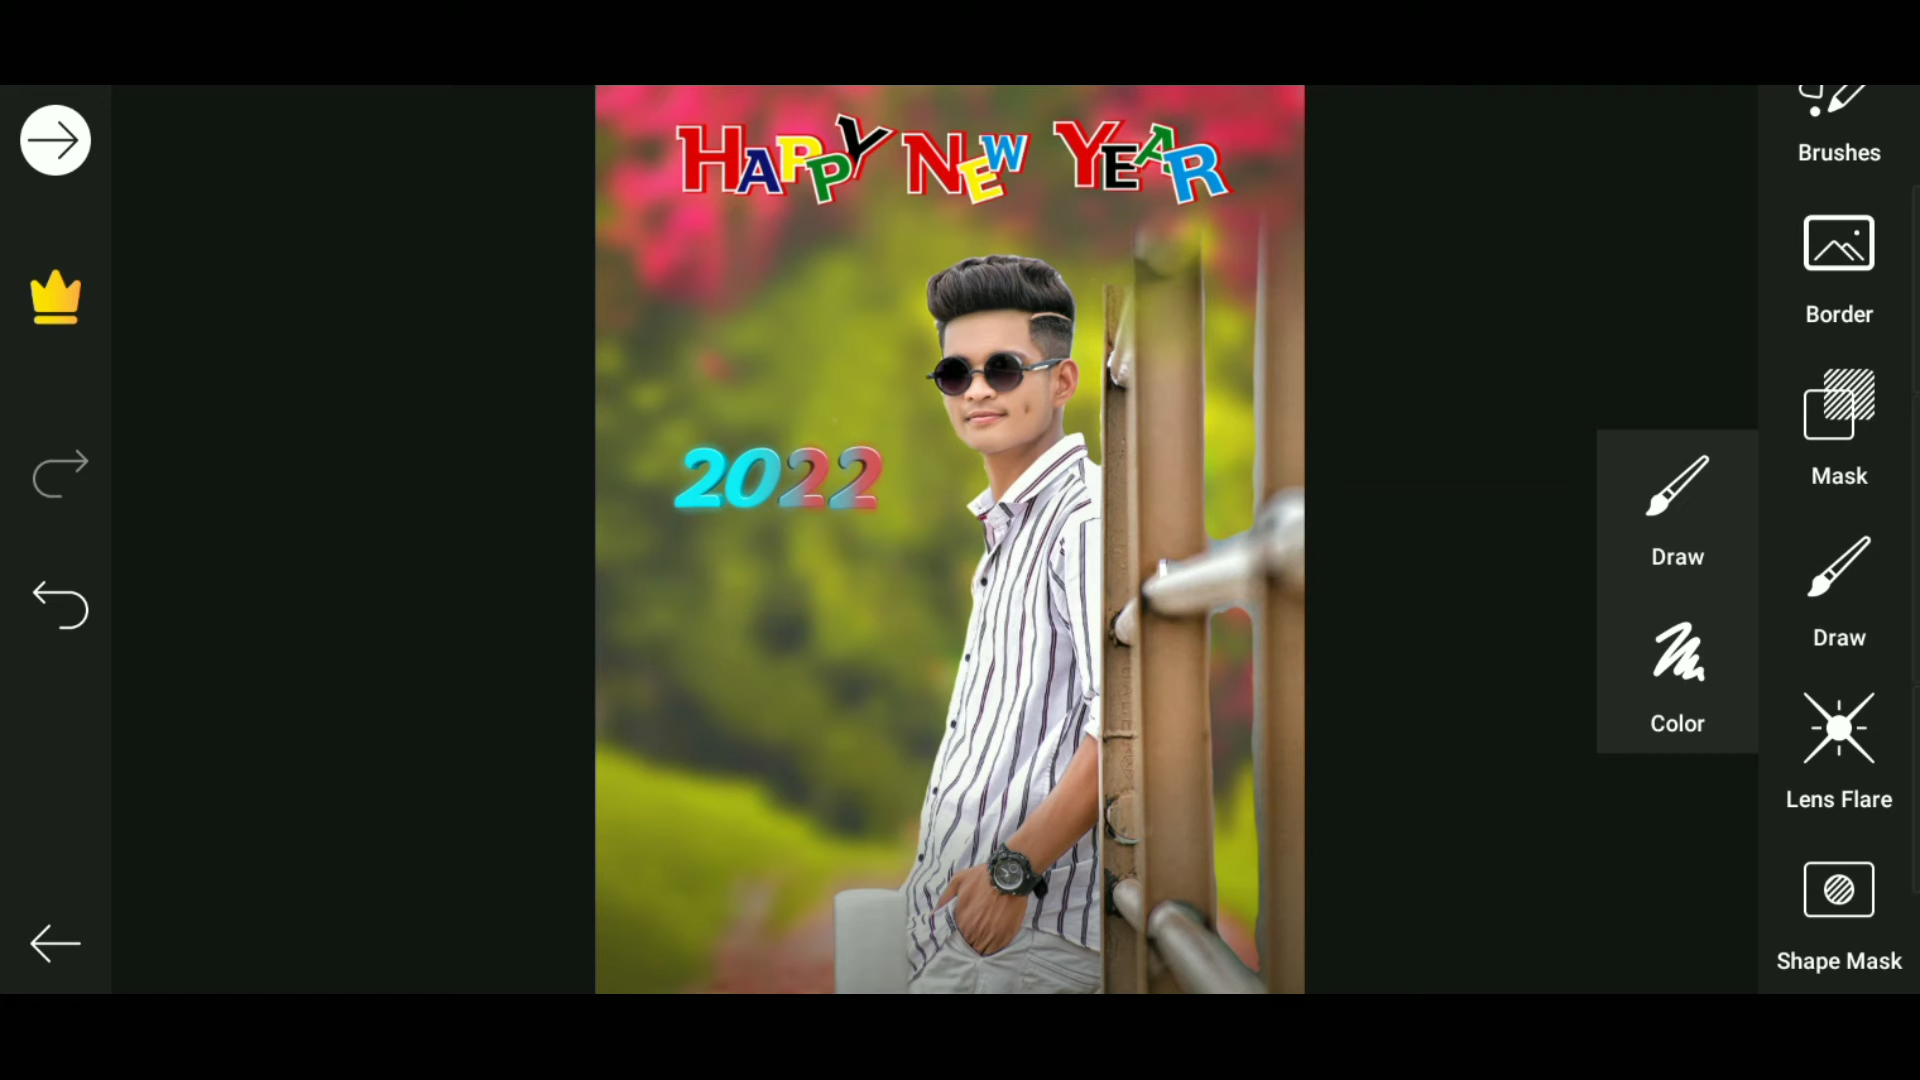 HAPPY NEW YEAR
2022
Brushes
Border
Mask
Draw
Lens Flare
Shape Mask
Draw
Color